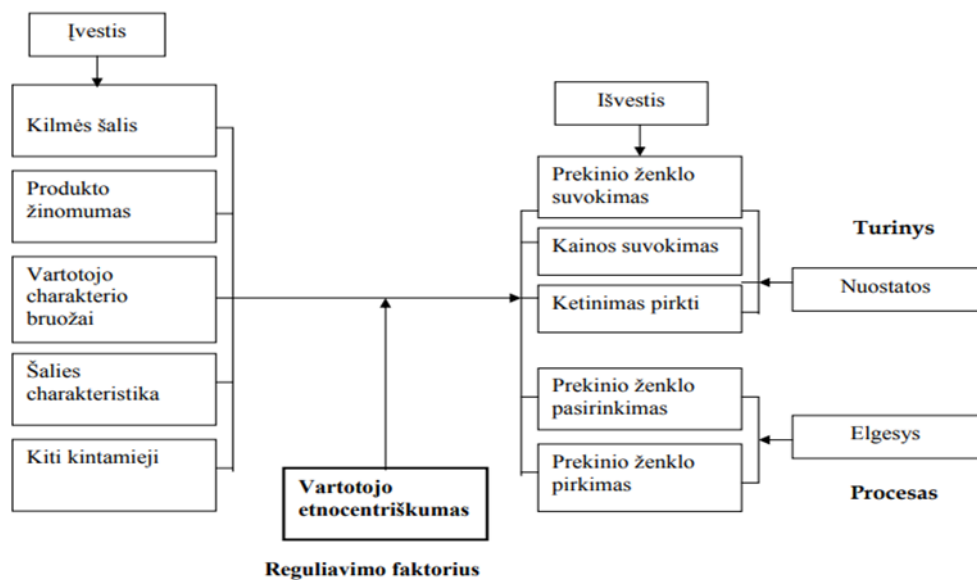 Įvestis
Kilmės šalis
Produkto
žinomumas
Vartotojo
charakterio
bruožai
Šalies
charakteristika
Kiti kintamieji
Vartotojo
etnocentriškumas
Reguliavimo faktorius
Išvestis
Prekinio ženklo
suvokimas
Kainos suvokimas
Ketinimas pirkti
Prekinio ženklo
pasirinkimas
Prekinio ženklo
pirkimas
Turinys
Nuostatos
Elgesys
Procesas